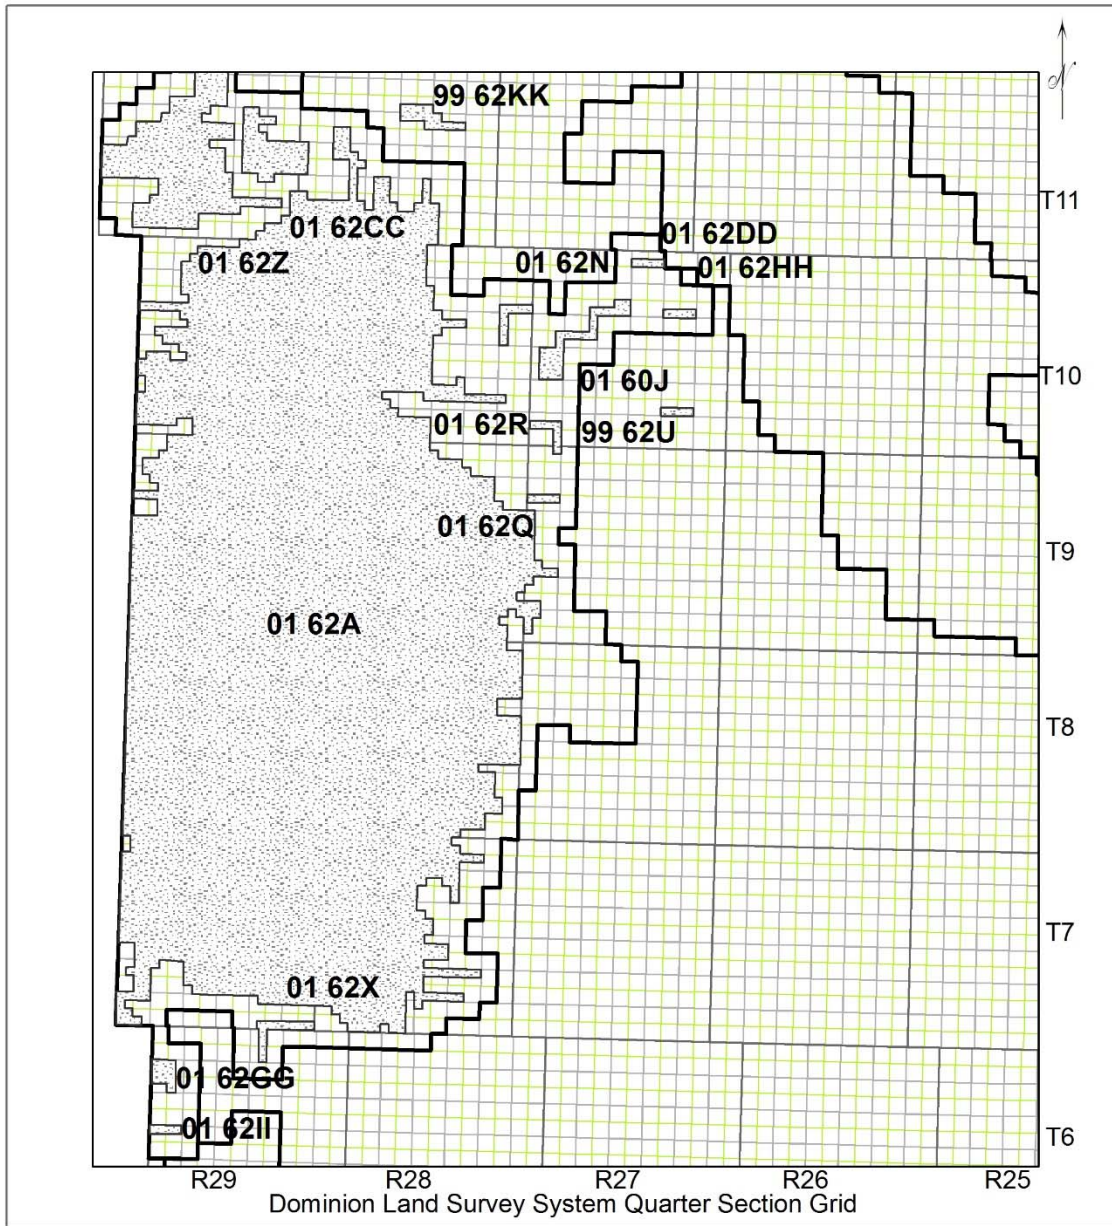 N
99 62KK
T11
01 62CC
01 62DD
01 62Z
01 62N
01 62HH
T10
01 60J
01 62R
99 62U
01 62Q
T9
01 62A
T8
T7
01 62X
01 62GG
01 62II
T6
R29
R28
R27
R26
R25
Dominion Land Survey System Quarter Section Grid